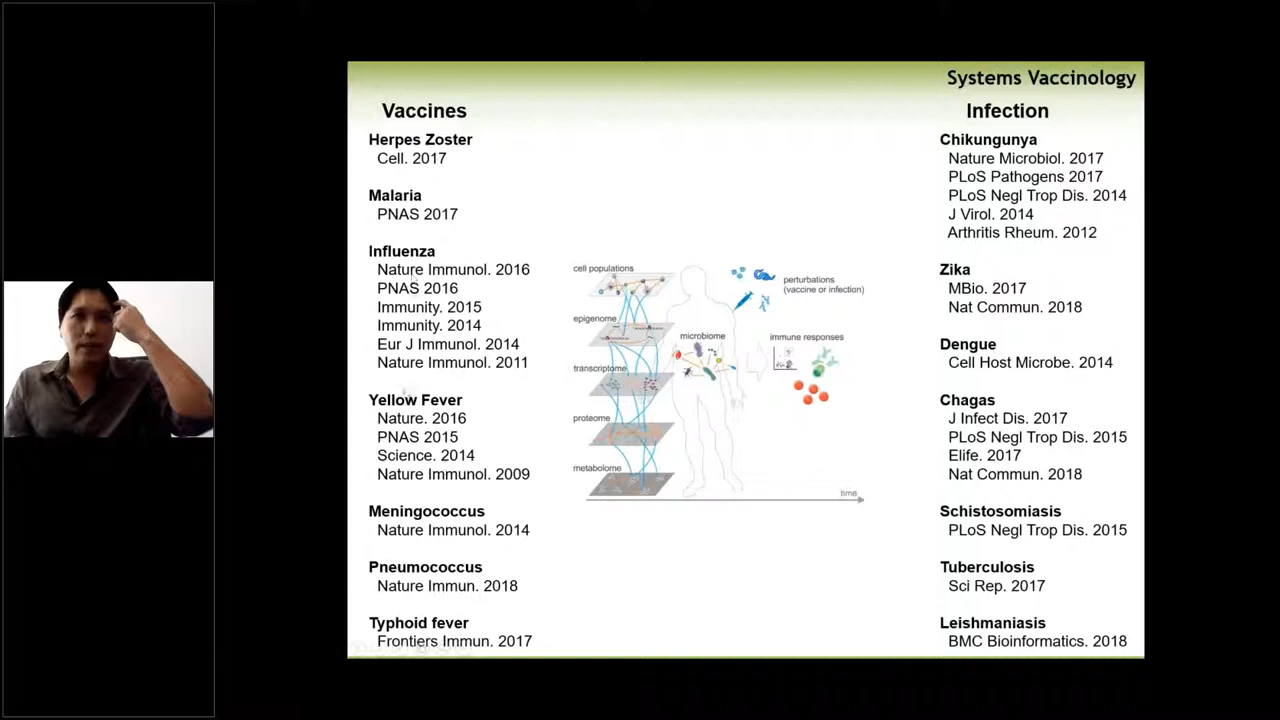 Systems Vaccinology
Vaccines
Herpes Zoster
Cell. 2017
Malaria
PNAS 2017
Influenza
Nature Immunol. 2016
PNAS 2016
Immunity. 2015
Immunity. 2014
Eur J Immunol. 2014
Nature Immunol. 2011
Yellow Fever
Nature. 2016
PNAS 2015
Science. 2014
Nature Immunol. 2009
Meningococcus
Nature Immunol. 2014
Pneumococcus
Nature Immun. 2018
Typhoid fever
Frontiers Immun. 2017
cell populations
epigenome
transcriptome
proteome
metabolome
microbiome
perturbations
(vaccine or infection)
immune responses
time
Infection
Chikungunya
Nature Microbiol. 2017
PLoS Pathogens 2017
PLoS Negl Trop Dis. 2014
J Virol. 2014
Arthritis Rheum. 2012
Zika
MBio. 2017
Nat Commun. 2018
Dengue
Cell Host Microbe. 2014
Chagas
J Infect Dis. 2017
PLoS Negl Trop Dis. 2015
Elife. 2017
Nat Commun. 2018
Schistosomiasis
PLoS Negl Trop Dis. 2015
Tuberculosis
Sci Rep. 2017
Leishmaniasis
BMC Bioinformatics. 2018